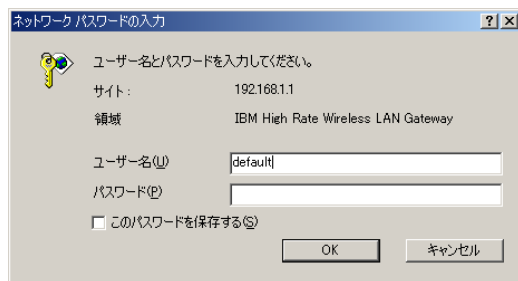 ネットワーク パスワードの入力
ユーザー名とパスワードを入力してください。
サイト: 192.168.1.1
領域 IBM High Rate Wireless LAN Gateway
ユーザー名(U) default
パスワード(P)
このパスワードを保存する(S)
OK キャンセル